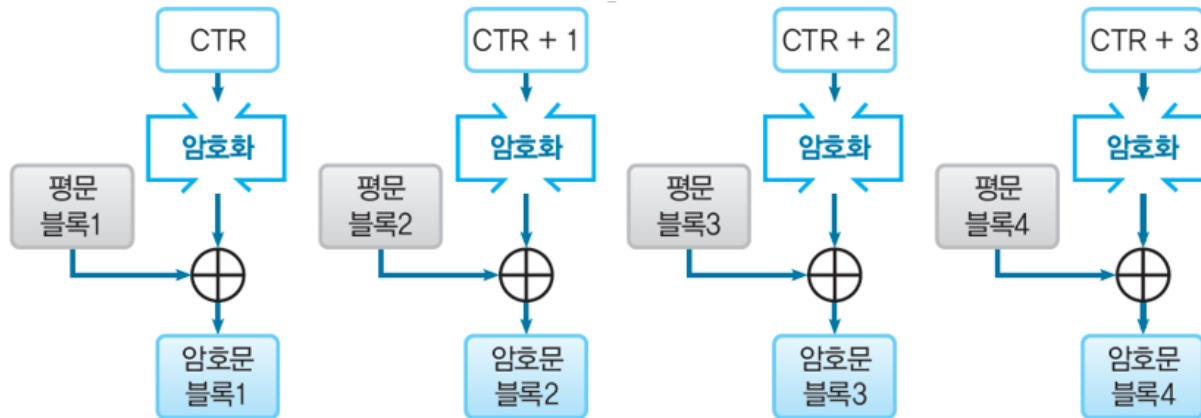 CTR
CTR + 1
CTR + 2
CTR + 3
암호화
암호화
암호화
암호화
평문
블록1
평문
블록2
평문
블록3
평문
블록4
암호문
블록1
암호문
블록2
암호문
블록3
암호문
블록4